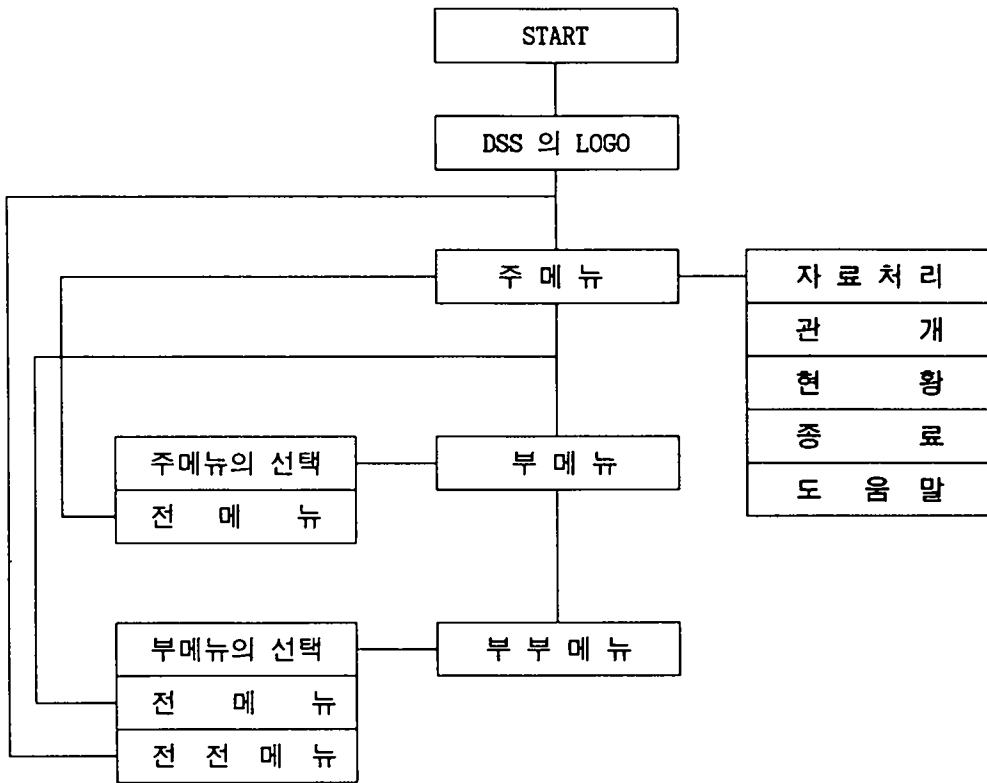 START
DSS 의 LOGO
주 메 뉴
자 료 처 리
관 개
현 황
종 료
도 움 말
주메뉴의 선택
전 메 뉴
부 메 뉴
부메뉴의 선택
전 메 뉴
전 전 메 뉴
부 부 메 뉴